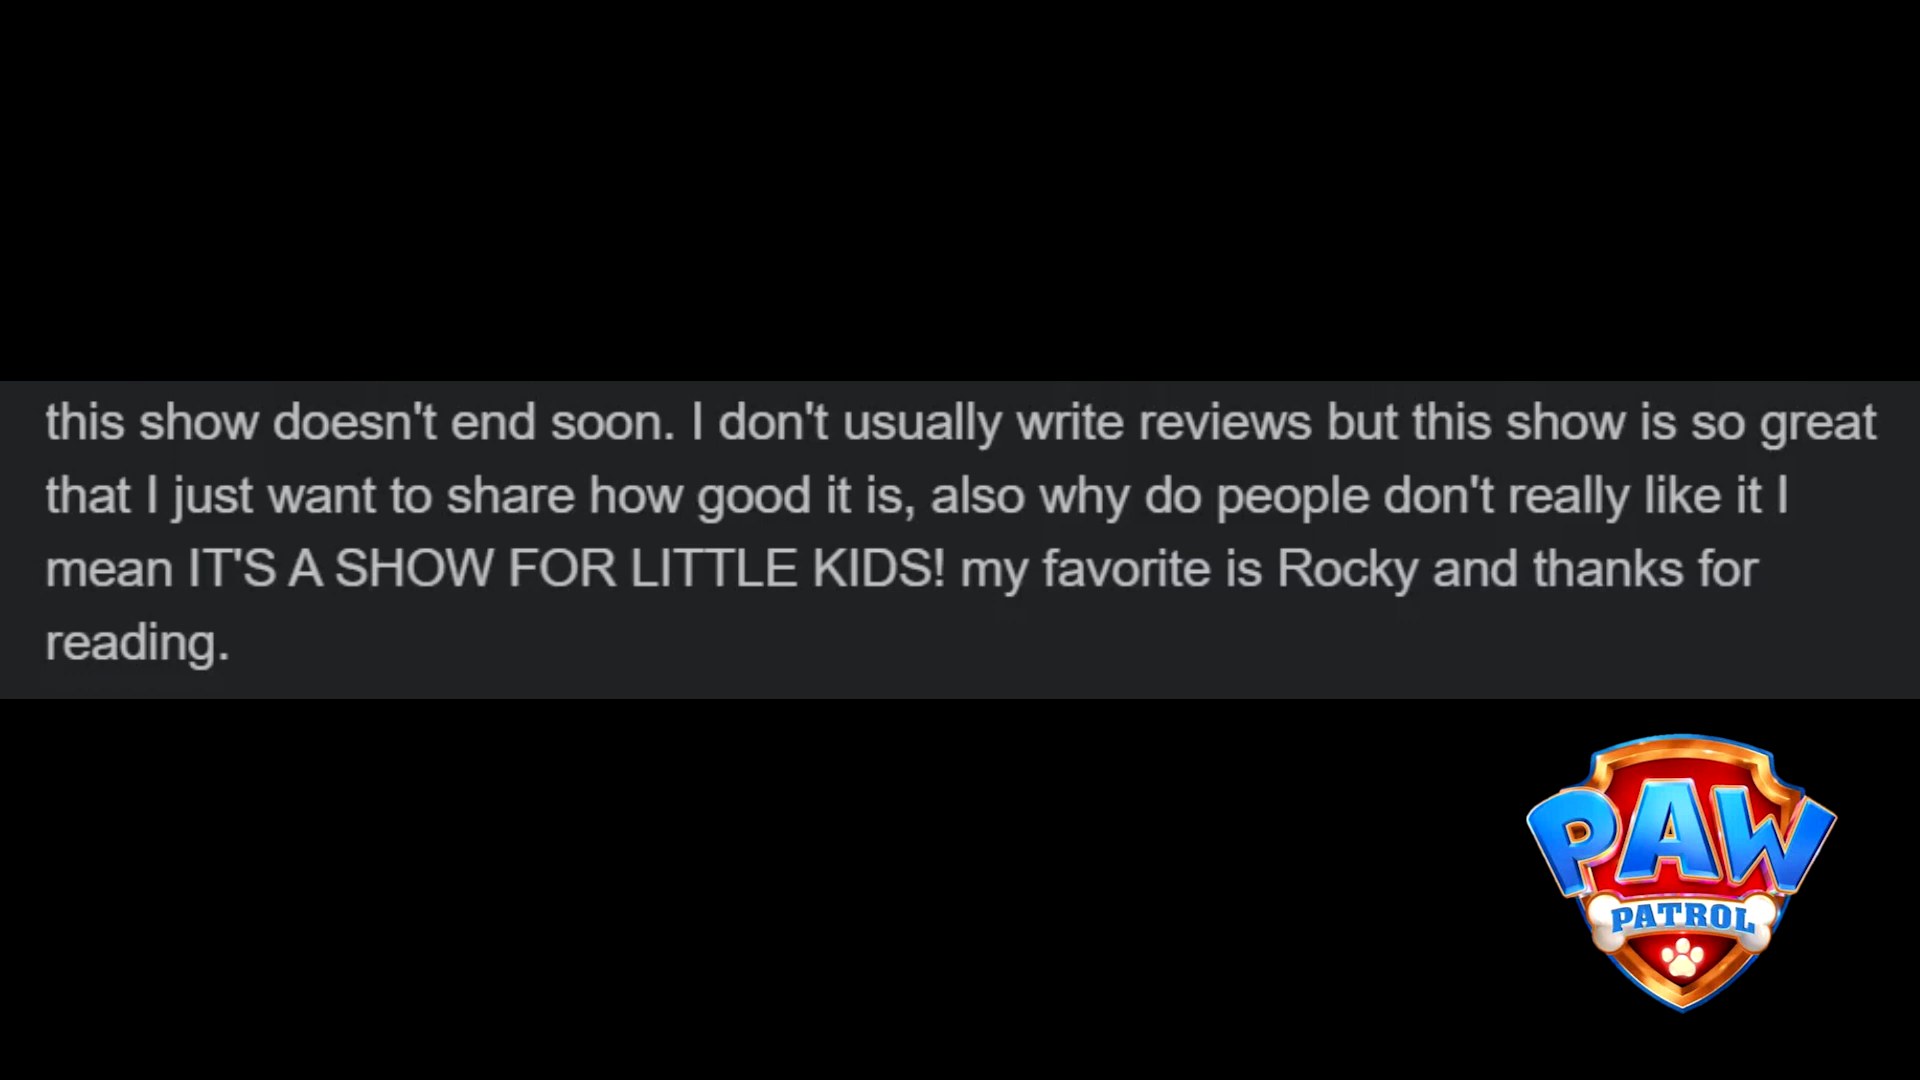 this show doesn't end soon. I don't usually write reviews but this show is so great
that I just want to share how good it is, also why do people don't really like it I
mean IT'S A SHOW FOR LITTLE KIDS! my favorite is Rocky and thanks for
reading.
PAW
PATROL